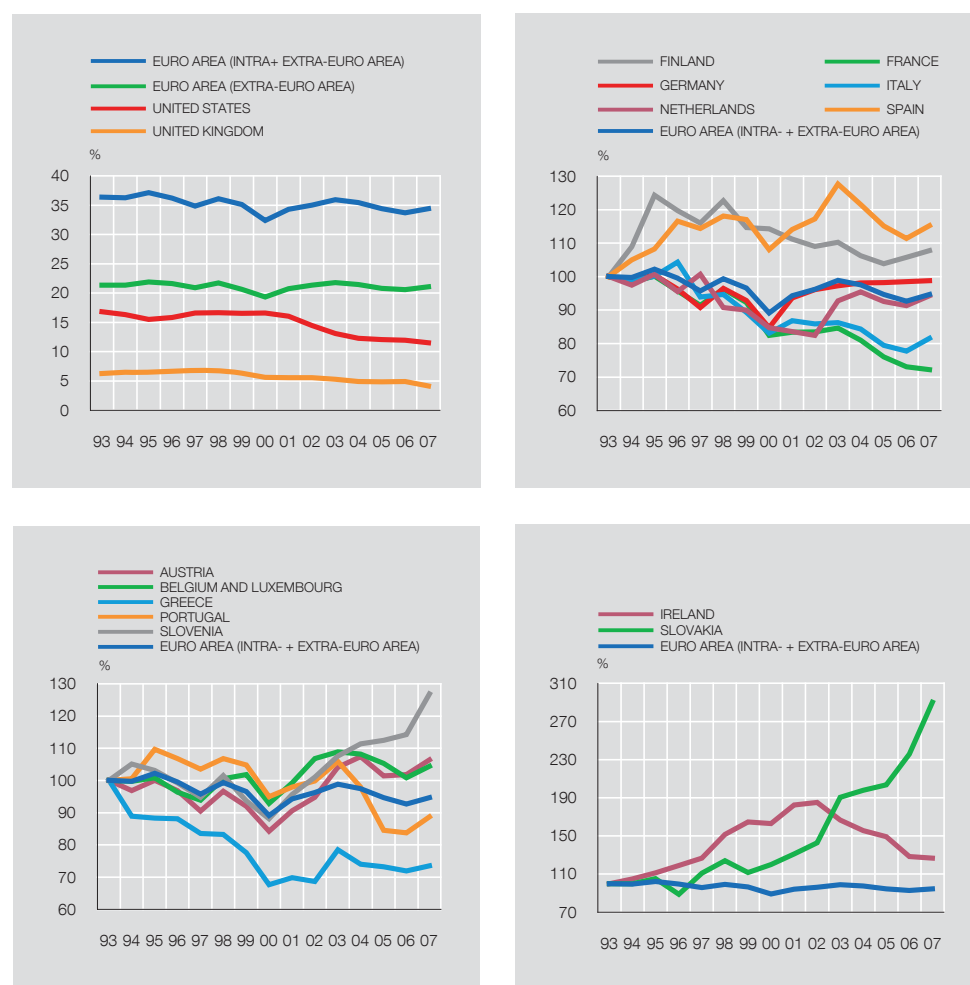 EURO AREA (INTRA+ EXTRA-EURO AREA)
EURO AREA (EXTRA-EURO AREA)
UNITED STATES
UNITED KINGDOM
%
40
35
30
25
20
15
10
5
0
93 94 95 96 97 98 99 00 01 02 03 04 05 06 07
FINLAND FRANCE
GERMANY ITALY
NETHERLANDS SPAIN
EURO AREA (INTRA- + EXTRA-EURO AREA)
%
130
120
110
100
90
80
70
60
93 94 95 96 97 98 99 00 01 02 03 04 05 06 07
AUSTRIA
BELGIUM AND LUXEMBOURG
GREECE
PORTUGAL
SLOVENIA
EURO AREA (INTRA- + EXTRA-EURO AREA)
%
130
120
110
100
90
80
70
60
93 94 95 96 97 98 99 00 01 02 03 04 05 06 07
IRELAND
SLOVAKIA
EURO AREA (INTRA- + EXTRA-EURO AREA)
%
310
270
230
190
150
110
70
93 94 95 96 97 98 99 00 01 02 03 04 05 06 07